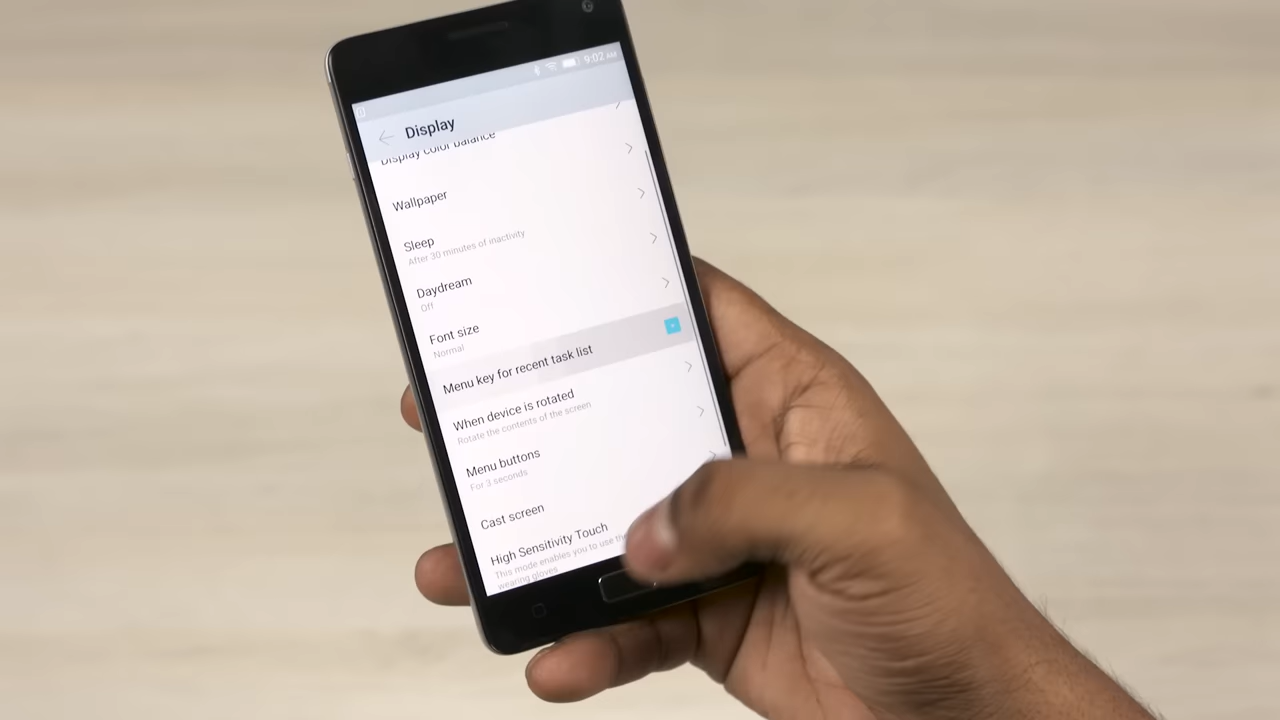 9:02 AM
Display
Display color balance
Wallpaper
Sleep
After 30 minutes of inactivity
Daydream
Off
Font size
Normal
Menu key for recent task list
When device is rotated
Rotate the contents of the screen
Menu buttons
For 3 seconds
Cast screen
High Sensitivity Touch
This mode enables you to use the
wearing gloves